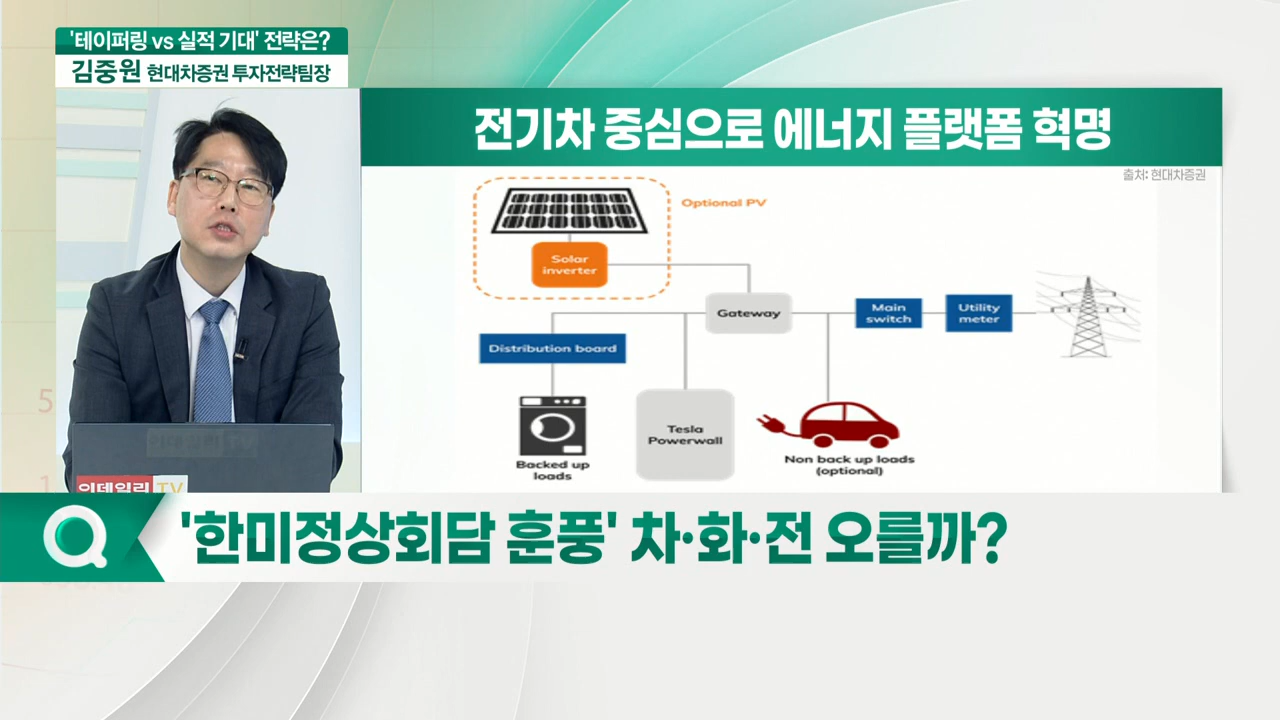 '테이퍼링 vs 실적 기대' 전략은?
김중원 현대차증권 투자전략팀장
전기차 중심으로 에너지 플랫폼 혁명
출처: 현대차증권
Optional PV
Solar
inverter
Gateway
Main
switch
Utility
meter
Distribution board
Tesla
Powerwall
Backed up
loads
Non back up loads
(optional)
5
1
이데일리 TV
Q
'한미정상회담 훈풍' 차·화·전 오를까?